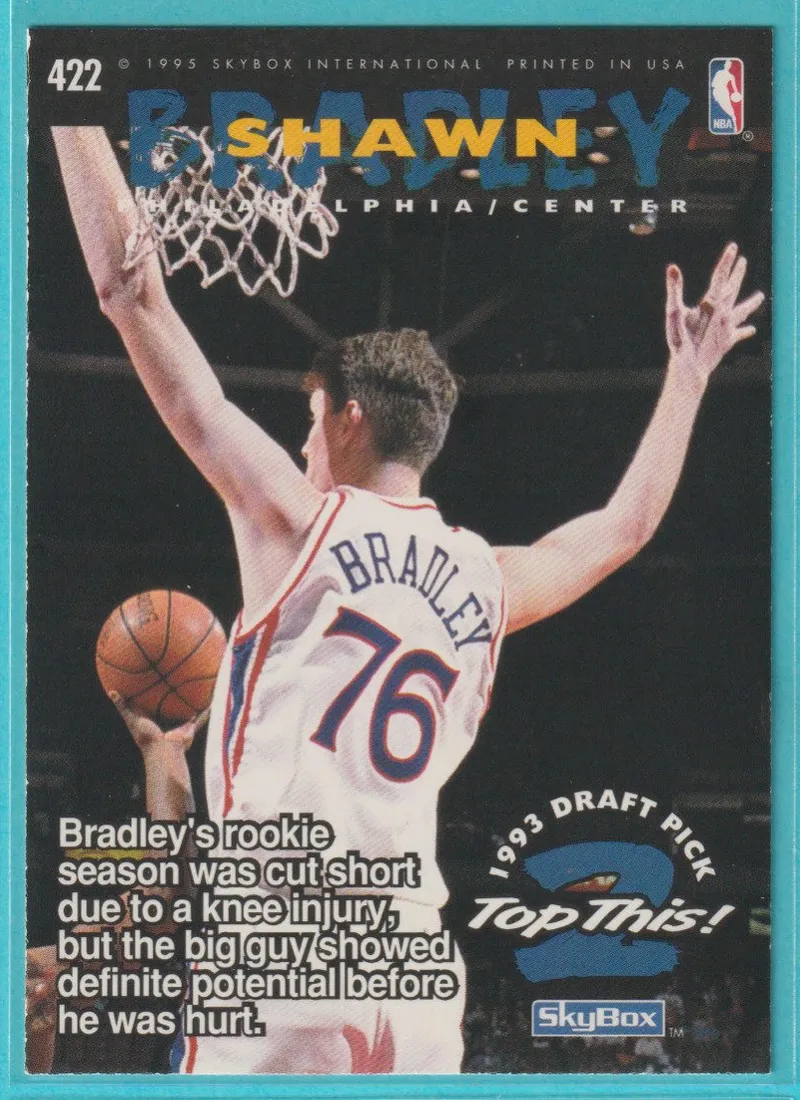 422 © 1995 SKYBOX INTERNATIONAL PRINTED IN USA
BRADLEY
SHAWN
NBA ®
PHILADELPHIA/CENTER
BRADLEY
76
Bradley's rookie
season was cut short
due to a knee injury,
but the big guy showed
definite potential before
he was hurt.
1993 DRAFT PICK
2
Top This!
SkyBox TM